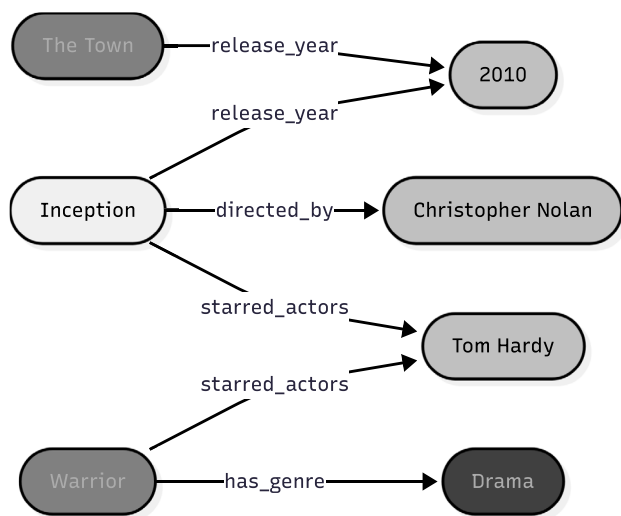 The Town
release_year
2010
release_year
Inception
directed_by
Christopher Nolan
starred_actors
Tom Hardy
starred_actors
Warrior
has_genre
Drama